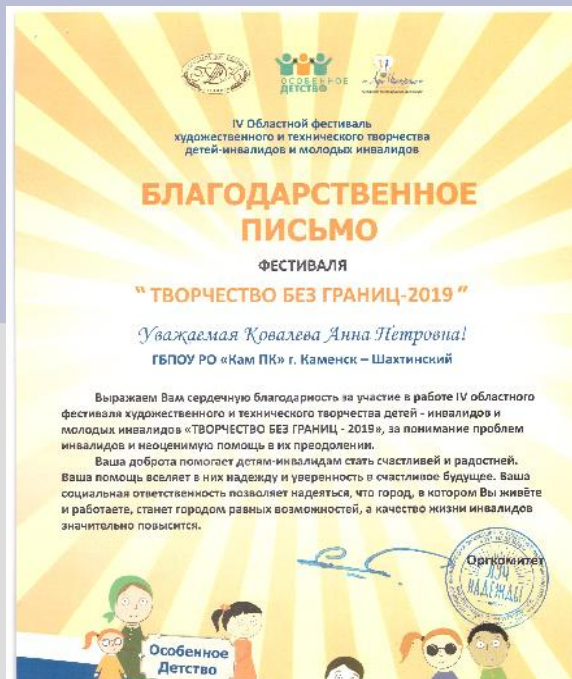 ОСОБЕННОЕ
ДЕТСТВО
IV Областной фестиваль
художественного и технического творчества
детей-инвалидов и молодых инвалидов
БЛАГОДАРСТВЕННОЕ
ПИСЬМО
ФЕСТИВАЛЯ
" ТВОРЧЕСТВО БЕЗ ГРАНИЦ-2019 "
Уважаемая Ковалева Анна Петровна!
ГБПОУ РО «Кам ПК» г. Каменск – Шахтинский
Выражаем Вам сердечную благодарность за участие в работе IV областного
фестиваля художественного и технического творчества детей - инвалидов и
молодых инвалидов «ТВОРЧЕСТВО БЕЗ ГРАНИЦ - 2019», за понимание проблем
инвалидов и неоценимую помощь в их преодолении.
Ваша доброта помогает детям-инвалидам стать счастливей и радостней.
Ваша помощь вселяет в них надежду и уверенность в счастливое будущее. Ваша
социальная ответственность позволяет надеяться, что город, в котором Вы живёте
и работаете, станет городом равных возможностей, а качество жизни инвалидов
значительно повысится.
Оргкомитет
ЛУЧ
НАДЕЖДЫ
Особенное
Детство